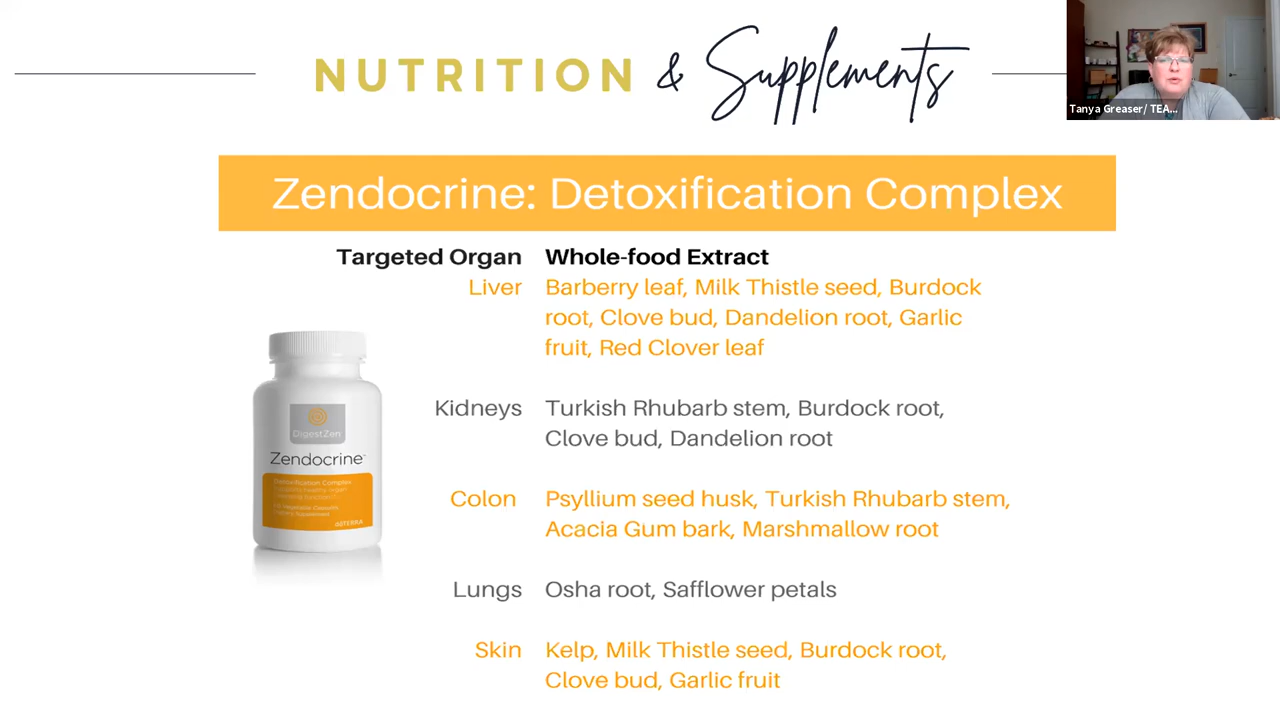 NUTRITION & Supplements
Tanya Greaser/ TEA...
Zendocrine: Detoxification Complex
Targeted Organ Whole-food Extract
Liver Barberry leaf, Milk Thistle seed, Burdock
root, Clove bud, Dandelion root, Garlic
fruit, Red Clover leaf
DigestZen
Zendocrine
Detoxification Complex
dōTERRA
Kidneys Turkish Rhubarb stem, Burdock root,
Clove bud, Dandelion root
Colon Psyllium seed husk, Turkish Rhubarb stem,
Acacia Gum bark, Marshmallow root
Lungs Osha root, Safflower petals
Skin Kelp, Milk Thistle seed, Burdock root,
Clove bud, Garlic fruit